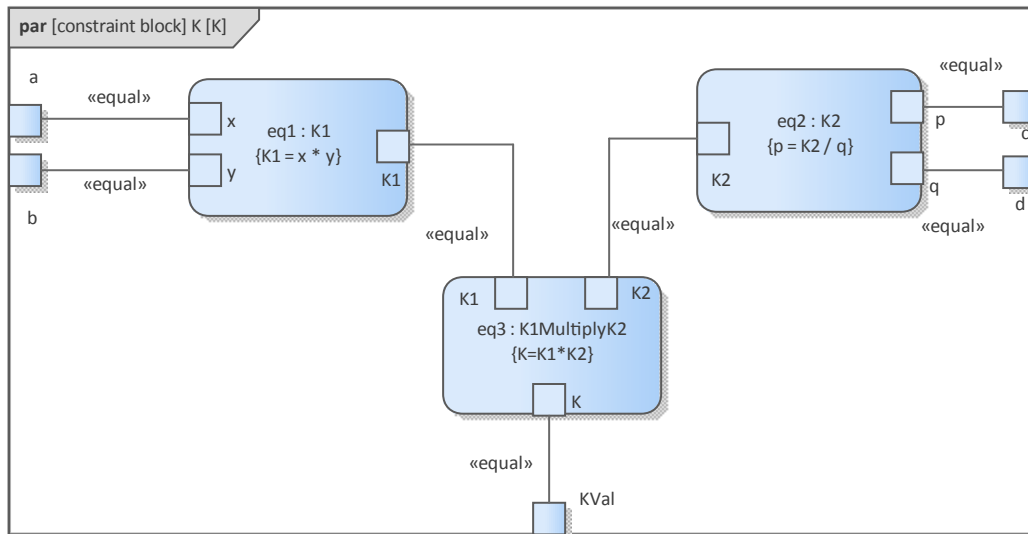 par [constraint block] K [K]
a
«equal»
x
eq1 : K1
{K1 = x * y}
y
K1
«equal»
b
«equal»
«equal»
eq2 : K2
{p = K2 / q}
K2
p
q
d
«equal»
«equal»
«equal»
K1
K2
eq3 : K1MultiplyK2
{K=K1*K2}
K
«equal»
KVal